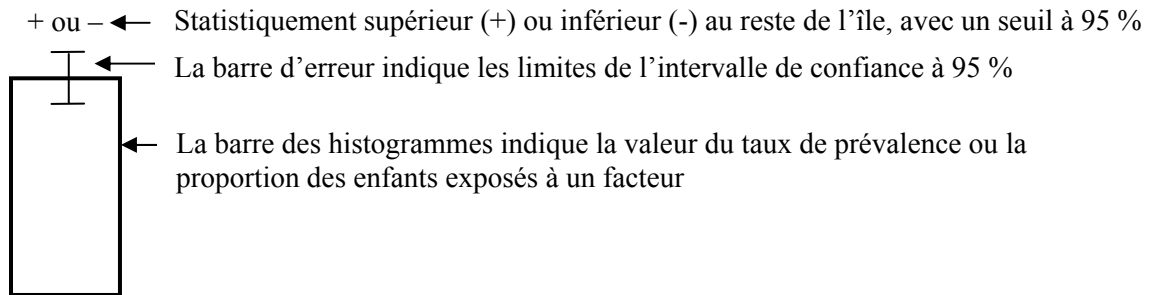 + ou – Statistiquement supérieur (+) ou inférieur (-) au reste de l’île, avec un seuil à 95 %
La barre d’erreur indique les limites de l’intervalle de confiance à 95 %
La barre des histogrammes indique la valeur du taux de prévalence ou la
proportion des enfants exposés à un facteur